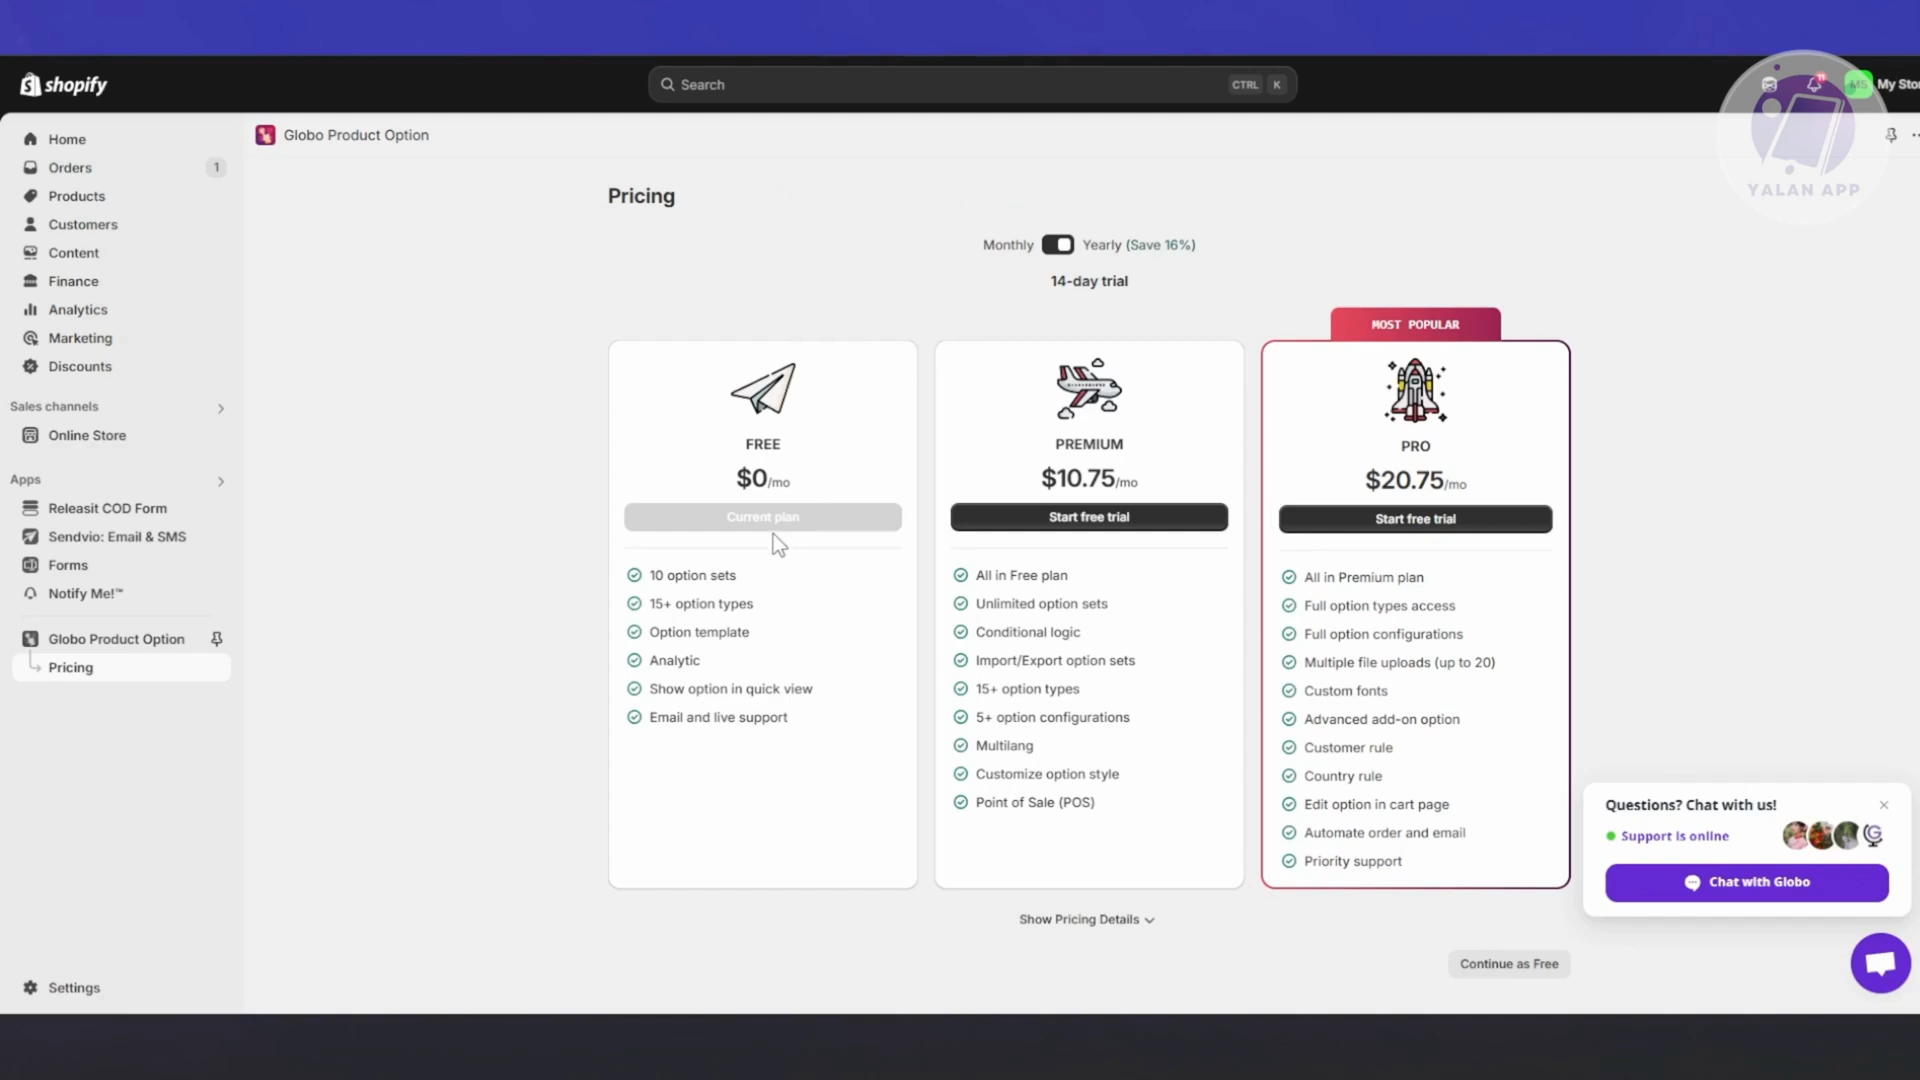 shopify
Search
CTRL K
MS My Sto
YALAN APP
Home
Orders 1
Products
Customers
Content
Finance
Analytics
Marketing
Discounts
Sales channels
Online Store
Apps
Releasit COD Form
Sendvio: Email & SMS
Forms
Notify Me!™
Globo Product Option
Pricing
Settings
Globo Product Option
Pricing
Monthly Yearly (Save 16%)
14-day trial
FREE
$0/mo
Current plan
10 option sets
15+ option types
Option template
Analytic
Show option in quick view
Email and live support
PREMIUM
$10.75/mo
Start free trial
All in Free plan
Unlimited option sets
Conditional logic
Import/Export option sets
15+ option types
5+ option configurations
Multilang
Customize option style
Point of Sale (POS)
MOST POPULAR
PRO
$20.75/mo
Start free trial
All in Premium plan
Full option types access
Full option configurations
Multiple file uploads (up to 20)
Custom fonts
Advanced add-on option
Customer rule
Country rule
Edit option in cart page
Automate order and email
Priority support
Show Pricing Details
Continue as Free
Questions? Chat with us!
Support is online
Chat with Globo